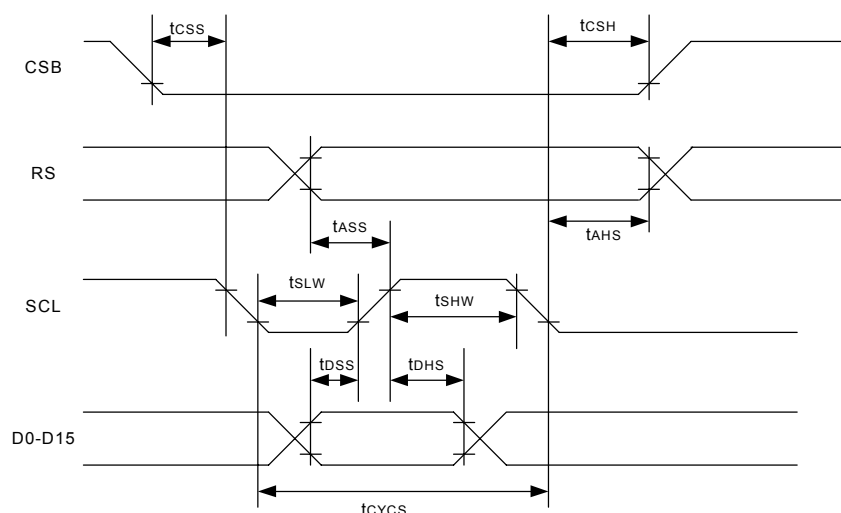 tCSS
tCSH
CSB
RS
tASS
tAHS
tSLW
SCL
tSHW
tDSS
tDHS
D0-D15
tCYCS